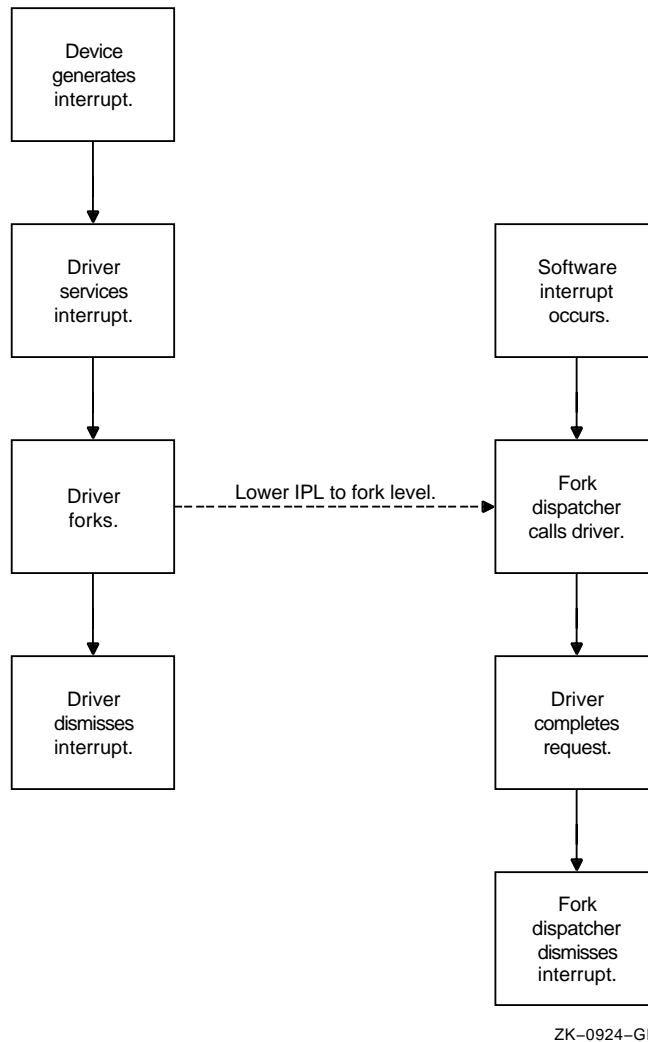 Device
generates
interrupt.
Driver
services
interrupt.
Software
interrupt
occurs.
Driver
forks.
Lower IPL to fork level.
Fork
dispatcher
calls driver.
Driver
dismisses
interrupt.
Driver
completes
request.
Fork
dispatcher
dismisses
interrupt.